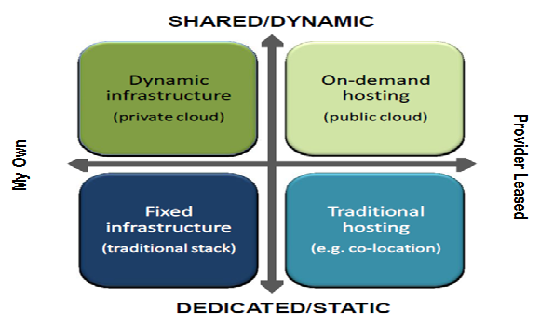 SHARED/DYNAMIC
Dynamic
infrastructure
(private cloud)
On-demand
hosting
(public cloud)
My Own
Provider Leased
Fixed
infrastructure
(traditional stack)
Traditional
hosting
(e.g. co-location)
DEDICATED/STATIC